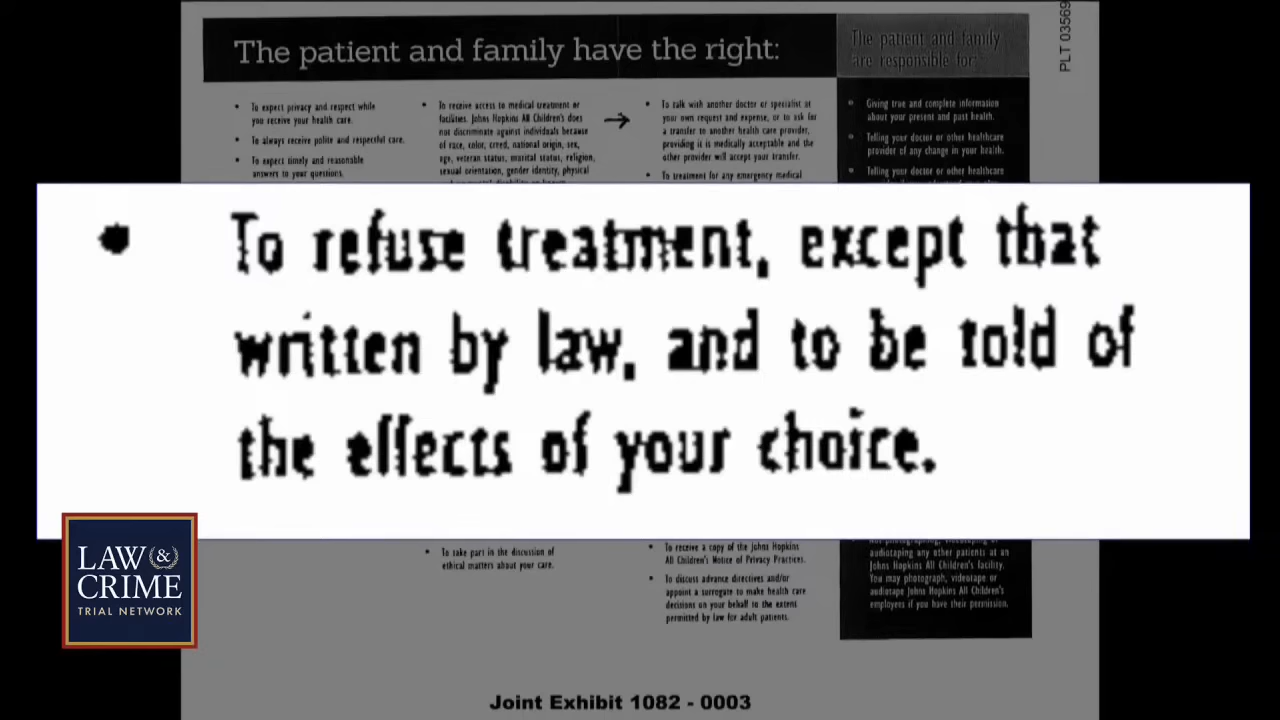 The patient and family have the right:
The patient and family
are responsible for:
PLT 03569
• To expect privacy and respect while
you receive your health care.
• To always receive polite and respectful care.
• To expect timely and reasonable
answers to your questions.
• To receive access to medical treatment or
facilities. Johns Hopkins All Children's does
not discriminate against individuals because
of race, color, creed, national origin, sex,
age, veteran status, marital status, religion,
sexual orientation, gender identity, physical
→
• To talk with another doctor or specialist at
your own request and expense, or to ask for
a transfer to another health care provider,
providing it is medically acceptable and the
other provider will accept your transfer.
• To treatment for any emergency medical
• Giving true and complete information
about your present and past health.
• Telling your doctor or other healthcare
provider of any change in your health.
• Telling your doctor or other healthcare
• To refuse treatment, except that
written by law, and to be told of
the effects of your choice.
• To take part in the discussion of
ethical matters about your care.
• To receive a copy of the Johns Hopkins
All Children's Notice of Privacy Practices.
• To discuss advance directives and/or
appoint a surrogate to make health care
decisions on your behalf to the extent
permitted by law for adult patients.
• Not photographing, videotaping or
audiotaping any other patients at an
Johns Hopkins All Children's facility.
You may photograph, videotape or
audiotape Johns Hopkins All Children's
employees if you have their permission.
LAW &
CRIME
TRIAL NETWORK
Joint Exhibit 1082 - 0003